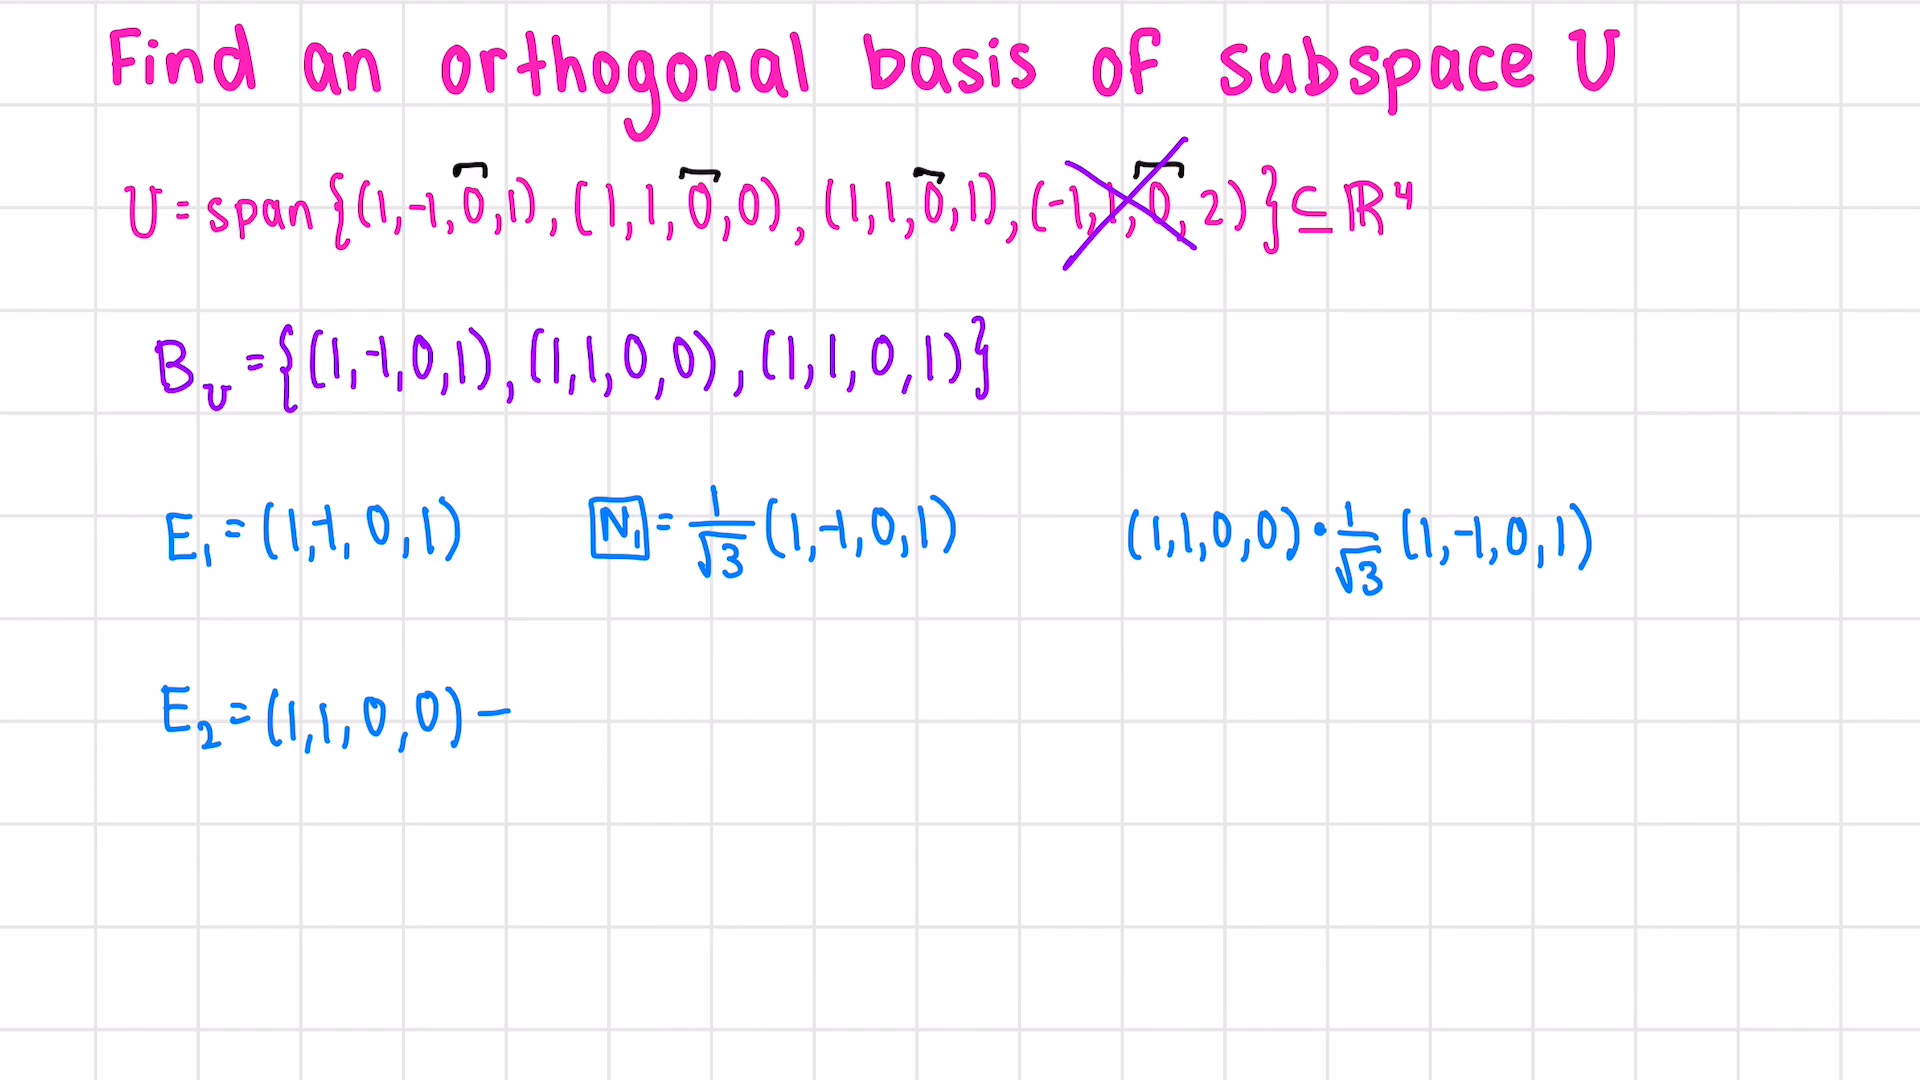 Find an orthogonal basis of subspace U
U = span {(1,-1,0,1), (1,1,0,0), (1,1,0,1), (-1,1,0,2)} ⊆ ℝ⁴
B_U = {(1,-1,0,1), (1,1,0,0), (1,1,0,1)}
E₁ = (1,-1,0,1) N₁ = 1/√3 (1,-1,0,1) (1,1,0,0) • 1/√3 (1,-1,0,1)
E₂ = (1,1,0,0) −